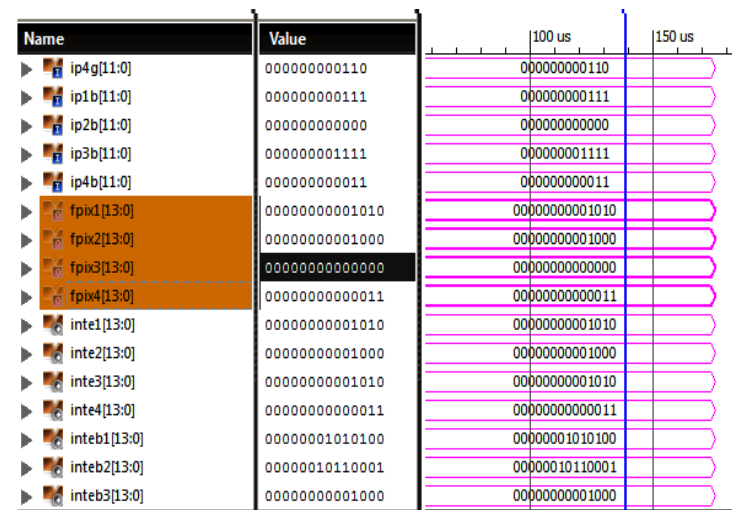 Name Value 100 us 150 us
ip4g[11:0] 000000000110 000000000110
ip1b[11:0] 000000000111 000000000111
ip2b[11:0] 000000000000 000000000000
ip3b[11:0] 000000001111 000000001111
ip4b[11:0] 000000000011 000000000011
fpix1[13:0] 00000000001010 00000000001010
fpix2[13:0] 00000000001000 00000000001000
fpix3[13:0] 00000000000000 00000000000000
fpix4[13:0] 00000000000011 00000000000011
inte1[13:0] 00000000001010 00000000001010
inte2[13:0] 00000000001000 00000000001000
inte3[13:0] 00000000001010 00000000001010
inte4[13:0] 00000000000011 00000000000011
inteb1[13:0] 00000001010100 00000001010100
inteb2[13:0] 00000010110001 00000010110001
inteb3[13:0] 00000000001000 00000000001000